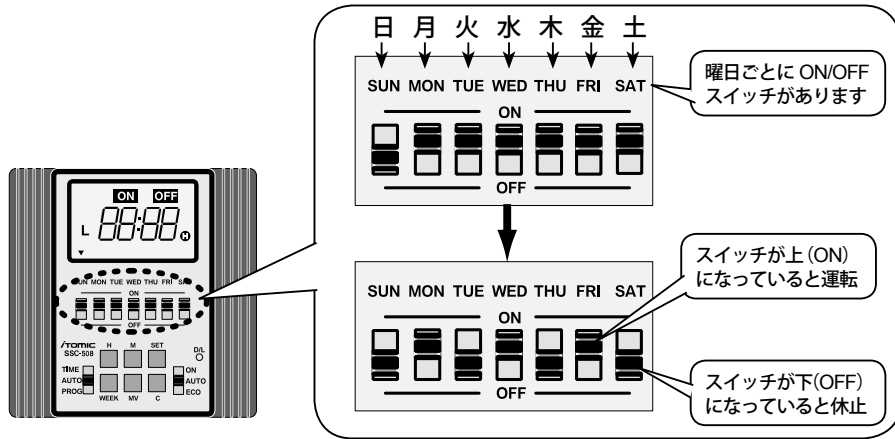 日 月 火 水 木 金 土
SUN MON TUE WED THU FRI SAT
ON
OFF
曜日ごとに ON/OFF
スイッチがあります
SUN MON TUE WED THU FRI SAT
ON
OFF
スイッチが上(ON)
になっていると運転
スイッチが下(OFF)
になっていると休止
ON OFF
L 88:88 H
SUN MON TUE WED THU FRI SAT
ON
OFF
iTOMIC H M SET
SSC-508 D/L
TIME ON
AUTO AUTO
PROG ECO
WEEK MV C